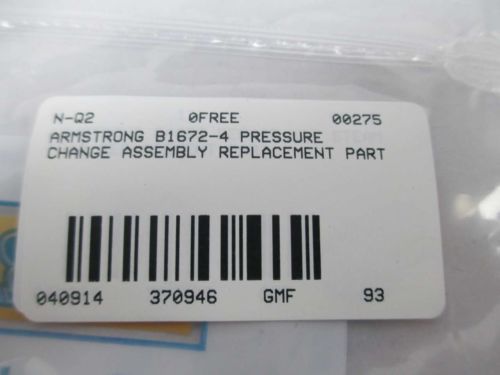 N-Q2 0FREE 00275
ARMSTRONG B1672-4 PRESSURE
CHANGE ASSEMBLY REPLACEMENT PART
040914 370946 GMF 93